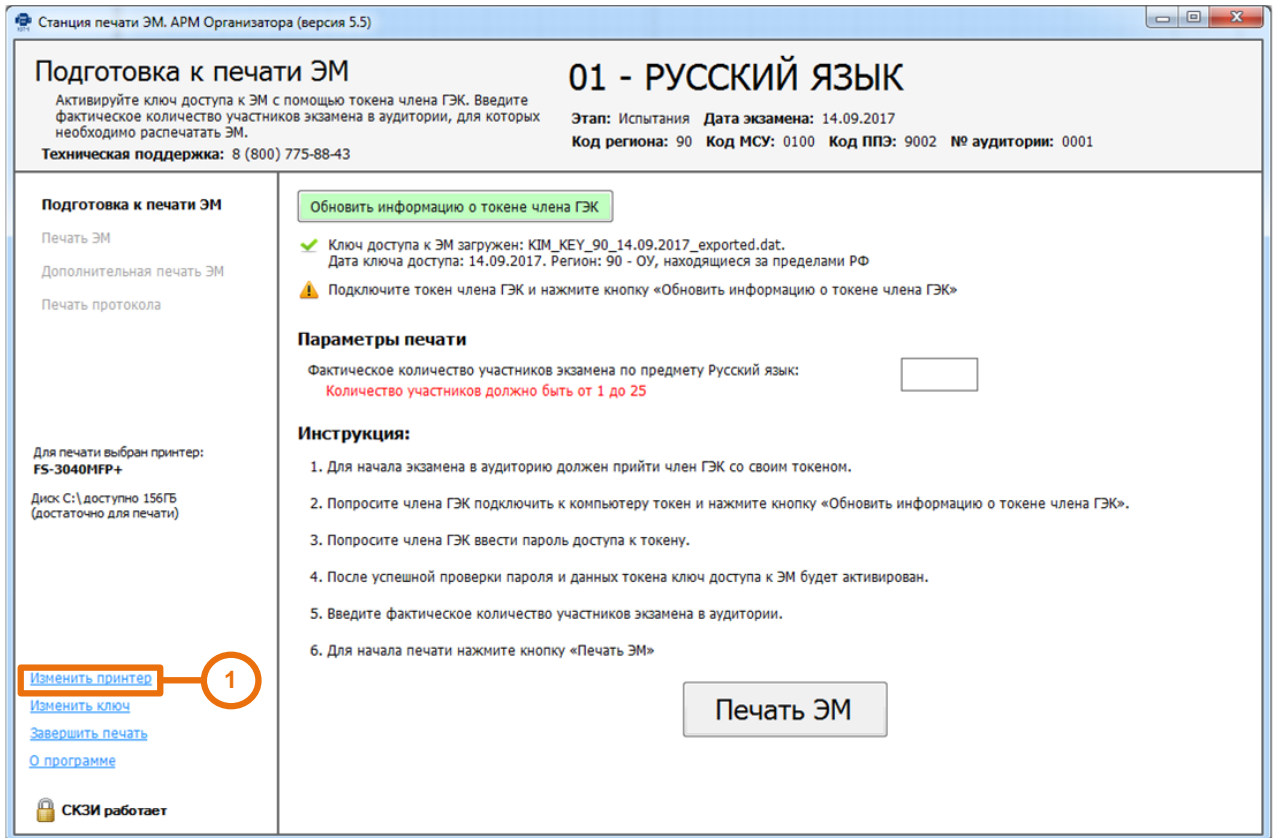 Станция печати ЭМ. АРМ Организатора (версия 5.5)
Подготовка к печати ЭМ
Активируйте ключ доступа к ЭМ с помощью токена члена ГЭК. Введите
фактическое количество участников экзамена в аудитории, для которых
необходимо распечатать ЭМ.
Техническая поддержка: 8 (800) 775-88-43
01 - РУССКИЙ ЯЗЫК
Этап: Испытания Дата экзамена: 14.09.2017
Код региона: 90 Код МСУ: 0100 Код ППЭ: 9002 № аудитории: 0001
Подготовка к печати ЭМ
Печать ЭМ
Дополнительная печать ЭМ
Печать протокола
Для печати выбран принтер:
FS-3040MFP+
Диск C:\ доступно 156ГБ
(достаточно для печати)
Изменить принтер
1
Изменить ключ
Завершить печать
О программе
СКЗИ работает
Обновить информацию о токене члена ГЭК
Ключ доступа к ЭМ загружен: KIM_KEY_90_14.09.2017_exported.dat.
Дата ключа доступа: 14.09.2017. Регион: 90 - ОУ, находящиеся за пределами РФ
Подключите токен члена ГЭК и нажмите кнопку «Обновить информацию о токене члена ГЭК»
Параметры печати
Фактическое количество участников экзамена по предмету Русский язык:
Количество участников должно быть от 1 до 25
Инструкция:
1. Для начала экзамена в аудиторию должен прийти член ГЭК со своим токеном.
2. Попросите члена ГЭК подключить к компьютеру токен и нажмите кнопку «Обновить информацию о токене члена ГЭК».
3. Попросите члена ГЭК ввести пароль доступа к токену.
4. После успешной проверки пароля и данных токена ключ доступа к ЭМ будет активирован.
5. Введите фактическое количество участников экзамена в аудитории.
6. Для начала печати нажмите кнопку «Печать ЭМ»
Печать ЭМ